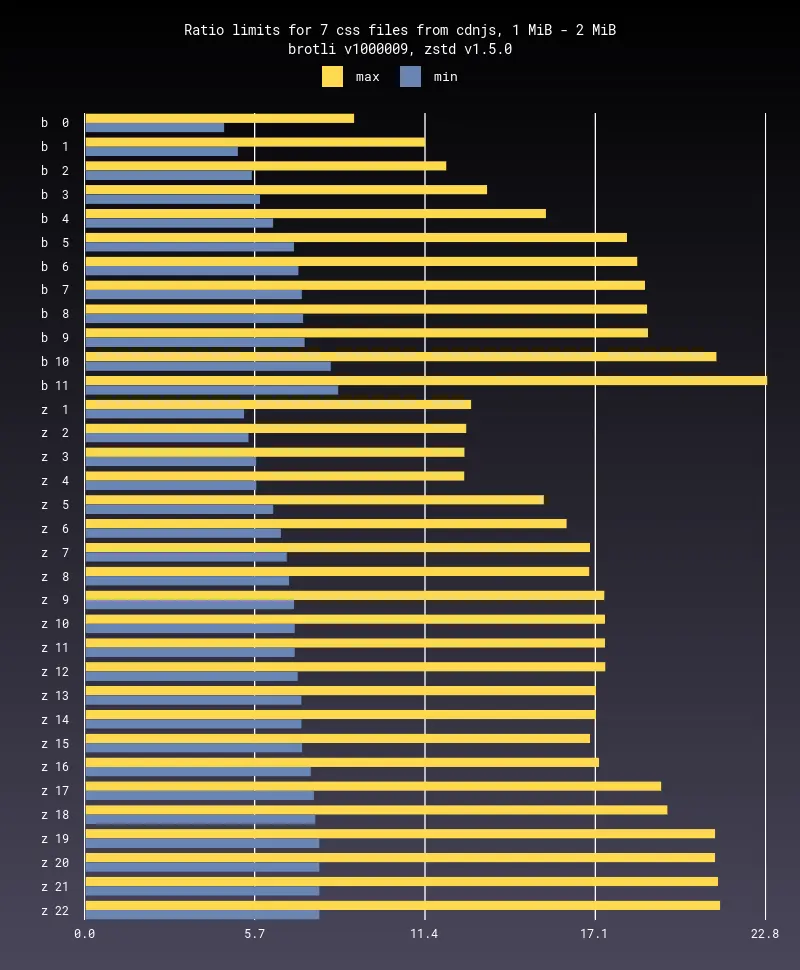 Ratio limits for 7 css files from cdnjs, 1 MiB - 2 MiB
brotli v1000009, zstd v1.5.0
max min
b 0
b 1
b 2
b 3
b 4
b 5
b 6
b 7
b 8
b 9
b 10
b 11
z 1
z 2
z 3
z 4
z 5
z 6
z 7
z 8
z 9
z 10
z 11
z 12
z 13
z 14
z 15
z 16
z 17
z 18
z 19
z 20
z 21
z 22
0.0 5.7 11.4 17.1 22.8